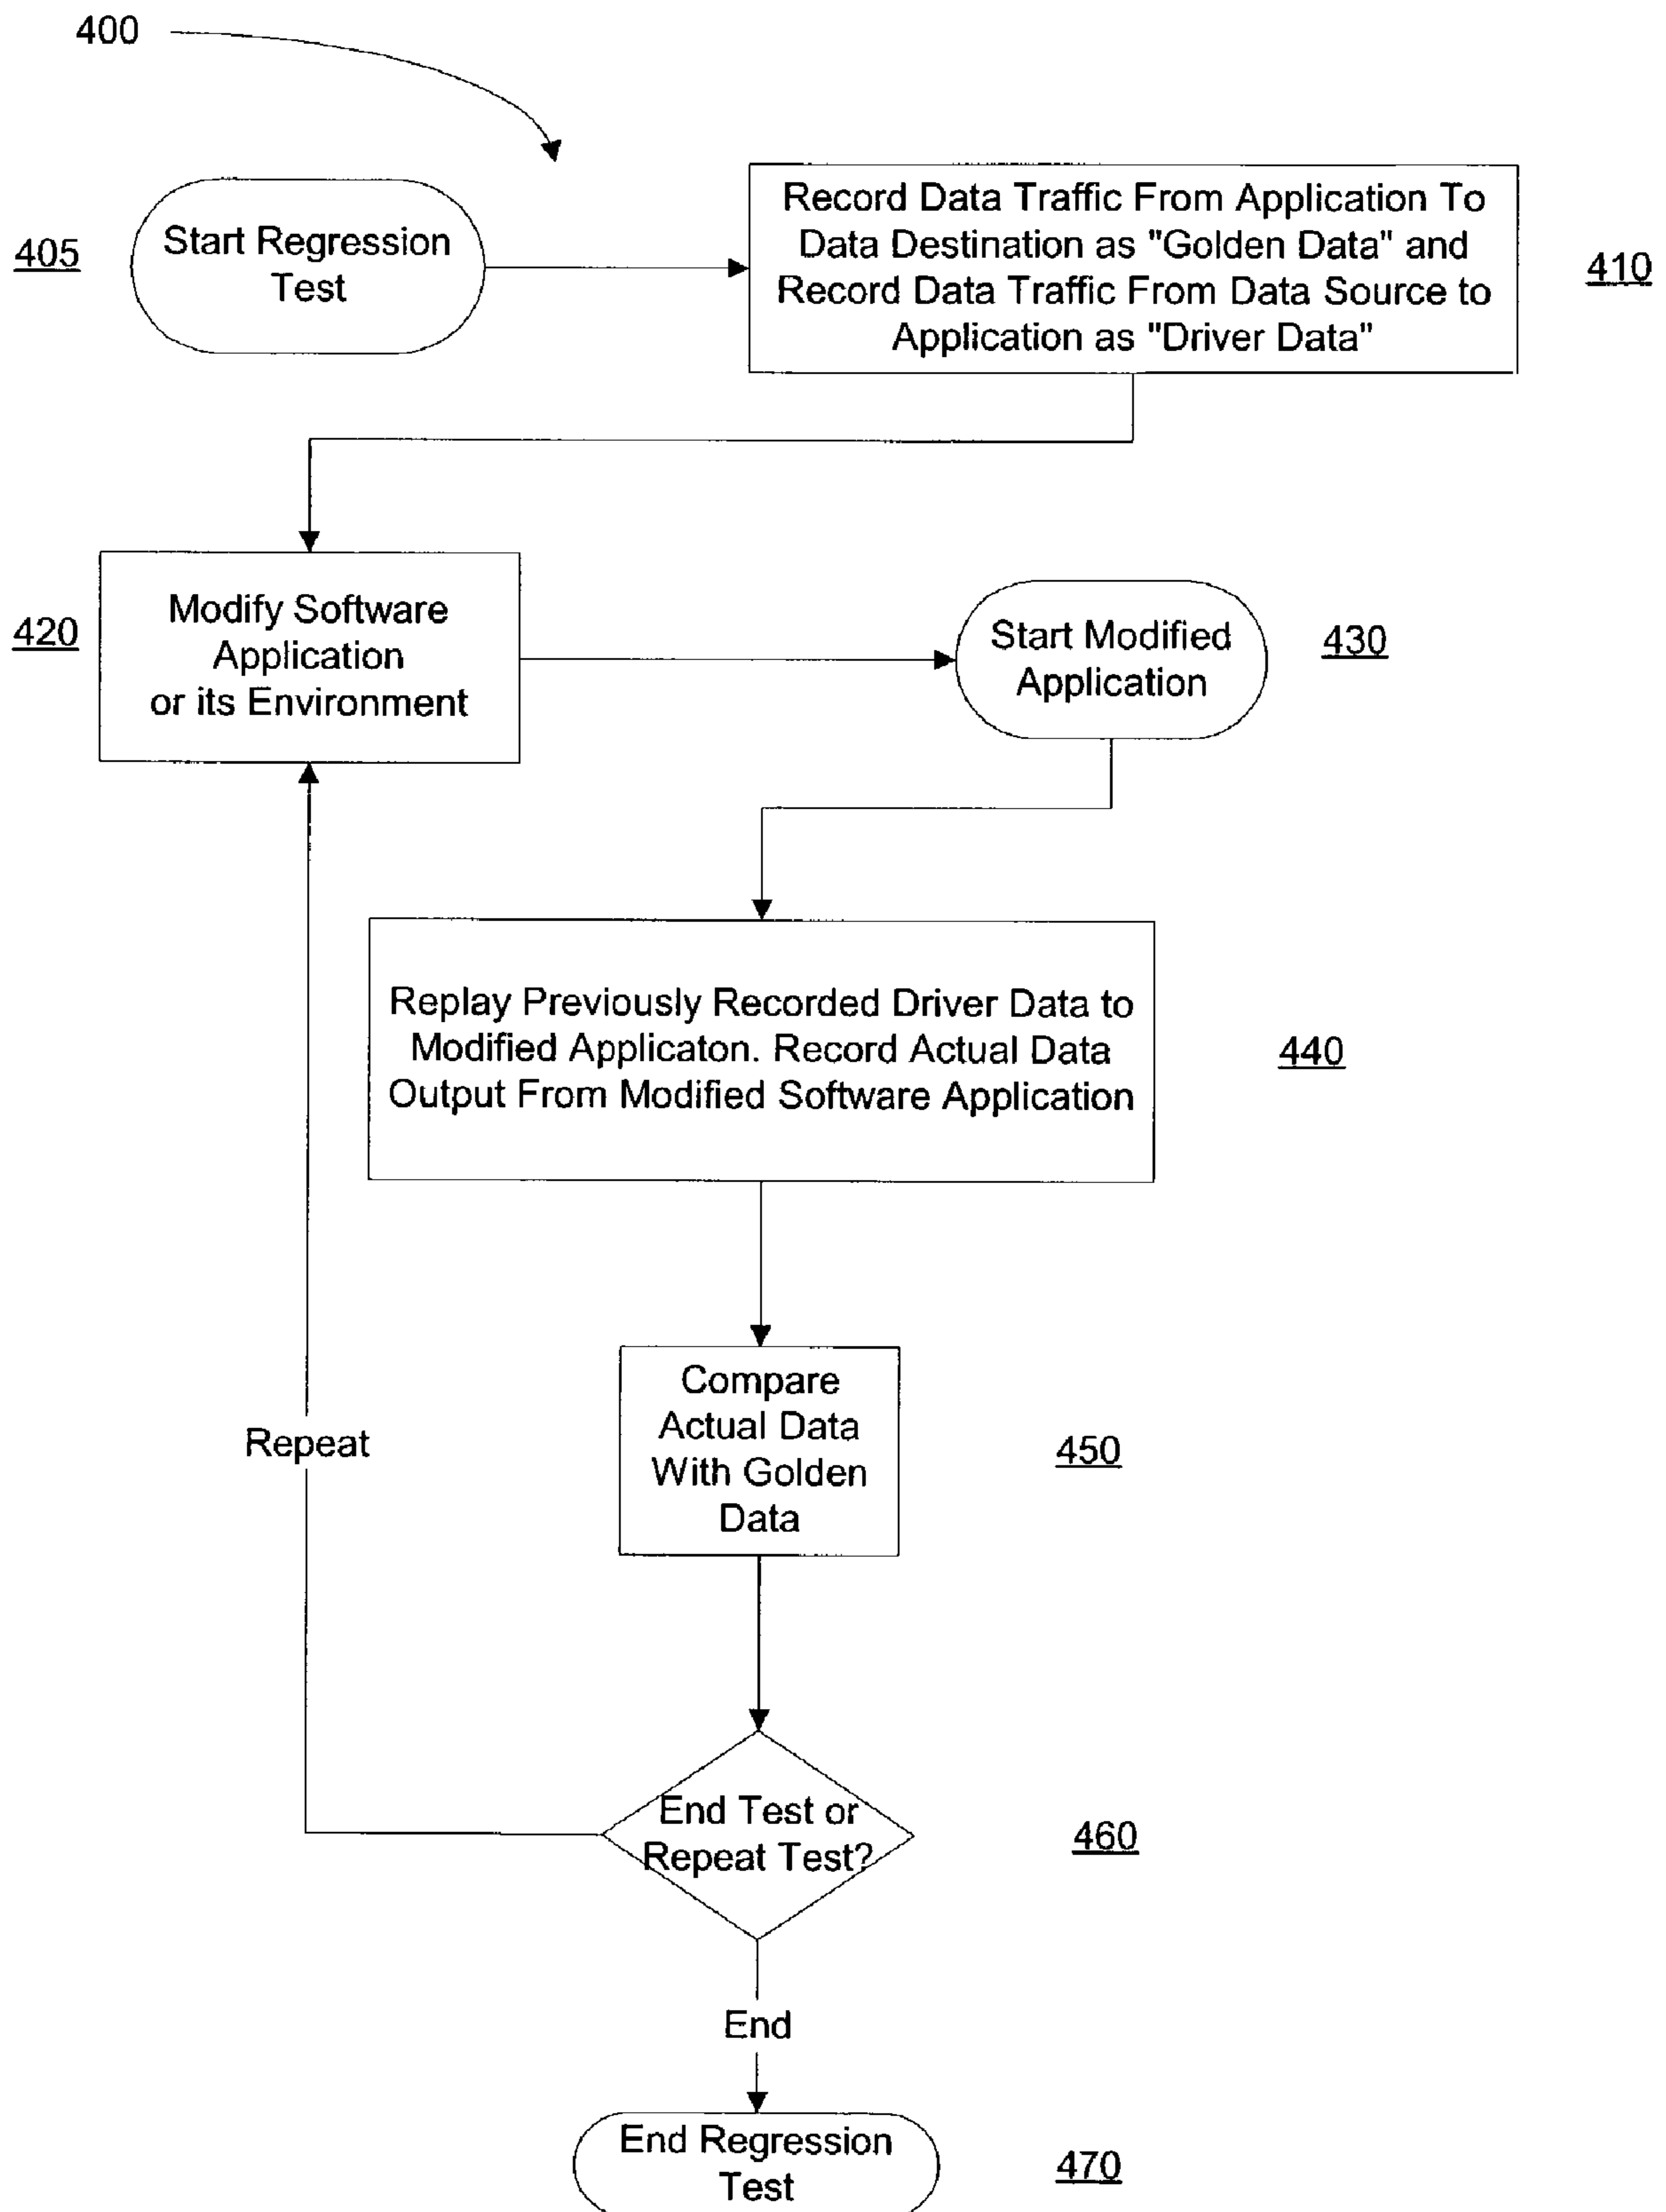 400
405
Start Regression
Test
Record Data Traffic From Application To
Data Destination as "Golden Data" and
Record Data Traffic From Data Source to
Application as "Driver Data"
410
420
Modify Software
Application
or its Environment
Start Modified
Application
430
Replay Previously Recorded Driver Data to
Modified Applicaton. Record Actual Data
Output From Modified Software Application
440
Repeat
Compare
Actual Data
With Golden
Data
450
End Test or
Repeat Test?
460
End
End Regression
Test
470